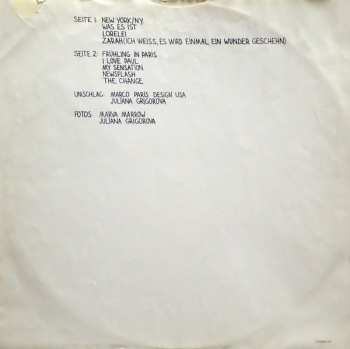 SEITE 1: NEW YORK/N.Y.
WAS ES IST
LORELEI
ZARAH (ICH WEISS, ES WIRD EINMAL EIN WUNDER GESCHEHN)
SEITE 2: FRÜHLING IN PARIS
I LOVE PAUL
MY SENSATION
NEWSFLASH
THE CHANGE
UMSCHLAG: MARCO PARIS DESIGN USA
JULIANA GRIGOROVA
FOTOS: MARVA MARROW
JULIANA GRIGOROVA